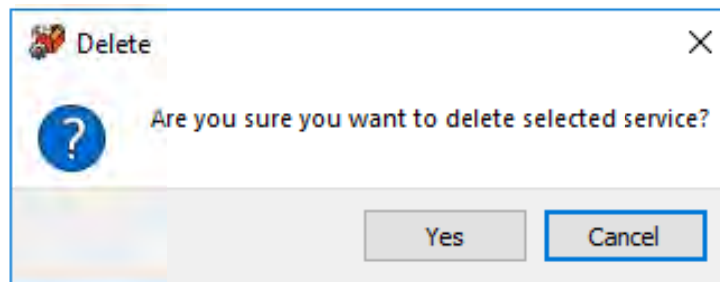 Delete
Are you sure you want to delete selected service?
Yes
Cancel